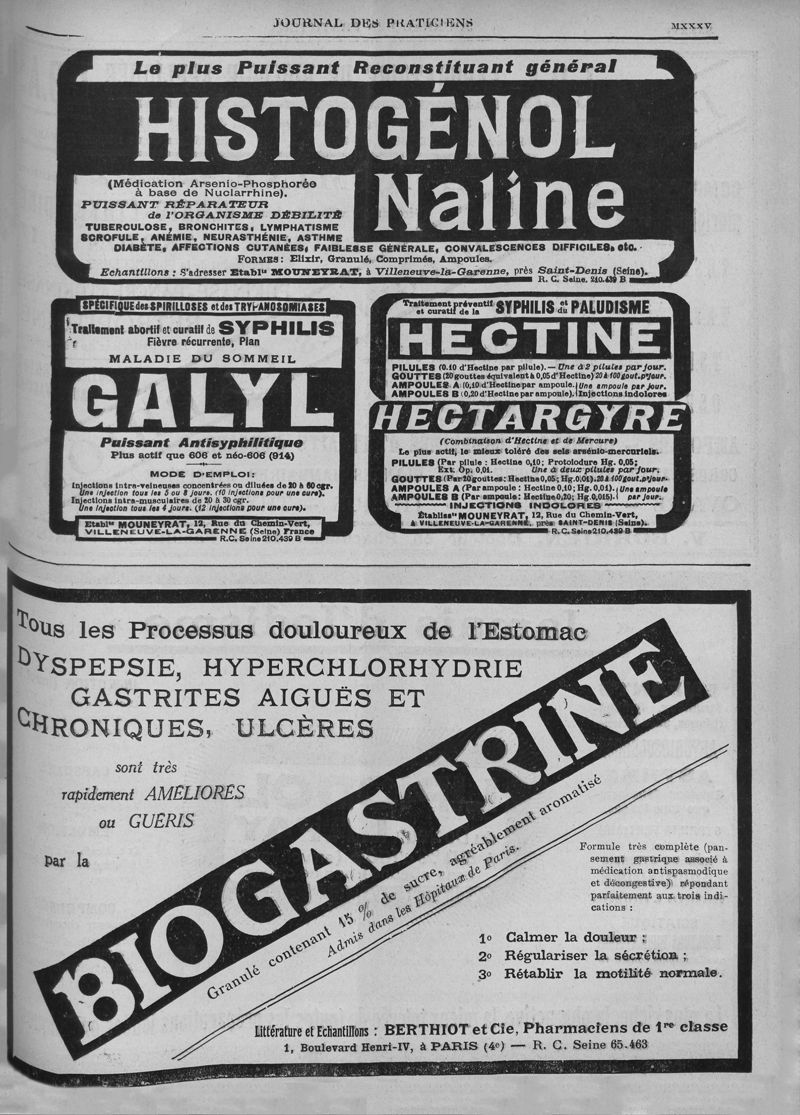 JOURNAL DES PRATICIENS
MXXXV
Le plus Puissant Reconstituant général
HISTOGÉNOL
Naline
(Médication Arsenio-Phosphorée
à base de Nuclarrhine).
PUISSANT RÉPARATEUR
de l'ORGANISME DÉBILITÉ
TUBERCULOSE, BRONCHITES, LYMPHATISME
SCROFULE, ANÉMIE, NEURASTHÉNIE, ASTHME
DIABÈTE, AFFECTIONS CUTANÉES, FAIBLESSE GÉNÉRALE, CONVALESCENCES DIFFICILES, etc.
FORMES: Elixir, Granulé, Comprimés, Ampoules.
Echantillons : S'adresser Etablts MOUNEYRAT, à Villeneuve-la-Garenne, près Saint-Denis (Seine).
R. C. Seine, 210.439 B
SPÉCIFIQUE des SPIRILLOSES et des TRYPANOSOMIASES
Traitement abortif et curatif de SYPHILIS
Fièvre récurrente, Pian
MALADIE DU SOMMEIL
GALYL
Puissant Antisyphilitique
Plus actif que 606 et néo-606 (914)
MODE D'EMPLOI:
Injections intra-veineuses concentrées ou diluées de 20 à 60 cgr.
Une injection tous les 5 ou 8 jours. (10 injections pour une cure).
Injections intra-musculaires de 20 à 30 cgr.
Une injection tous les 4 jours. (12 injections pour une cure).
Etablts MOUNEYRAT, 12, Rue du Chemin-Vert,
VILLENEUVE-LA-GARENNE (Seine) France
R.C. Seine 210.439 B
Traitement préventif et curatif de la SYPHILIS et du PALUDISME
HECTINE
PILULES (0.10 d'Hectine par pilule). — Une à 2 pilules par jour.
GOUTTES (20 gouttes équivalent à 0,05 d'Hectine) 20 à 100 gout. p' jour.
AMPOULES A (0,10 d'Hectine par ampoule). Une ampoule par jour.
AMPOULES B (0,20 d'Hectine par ampoule). Injections indolores
HECTARGYRE
(Combinaison d'Hectine et de Mercure)
Le plus actif, le mieux toléré des sels arsénio-mercuriels.
PILULES (Par pilule : Hectine 0,10; Protoiodure Hg. 0,05;
Ext. Op. 0,01. Une à deux pilules par jour.
GOUTTES (Par 20 gouttes: Hectine 0,05; Hg. 0,01). 20 à 100 gout. p' jour.
AMPOULES A (Par ampoule : Hectine 0,10; Hg. 0,01). Une ampoule
AMPOULES B (Par ampoule: Hectine 0,20; Hg. 0,015). par jour.
INJECTIONS INDOLORES
Établissts MOUNEYRAT, 12, Rue du Chemin-Vert,
à VILLENEUVE-LA-GARENNE, près SAINT-DENIS (Seine).
R. C. Seine, 210.439 B
Tous les Processus douloureux de l'Estomac
DYSPEPSIE, HYPERCHLORHYDRIE
GASTRITES AIGUËS ET
CHRONIQUES, ULCÈRES
sont très
rapidement AMÉLIORÉS
ou GUÉRIS
par la
BIOGASTRINE
Granulé contenant 15 % de sucre, agréablement aromatisé
Admis dans les Hôpitaux de Paris.
Formule très complète (pan-
sement gastrique associé à
médication antispasmodique
et décongestive) répondant
parfaitement aux trois indi-
cations :
1o Calmer la douleur ;
2o Régulariser la sécrétion ;
3o Rétablir la motilité normale.
Littérature et Echantillons : BERTHIOT et Cie, Pharmaciens de 1re classe
1, Boulevard Henri-IV, à PARIS (4e) — R. C. Seine 65.463